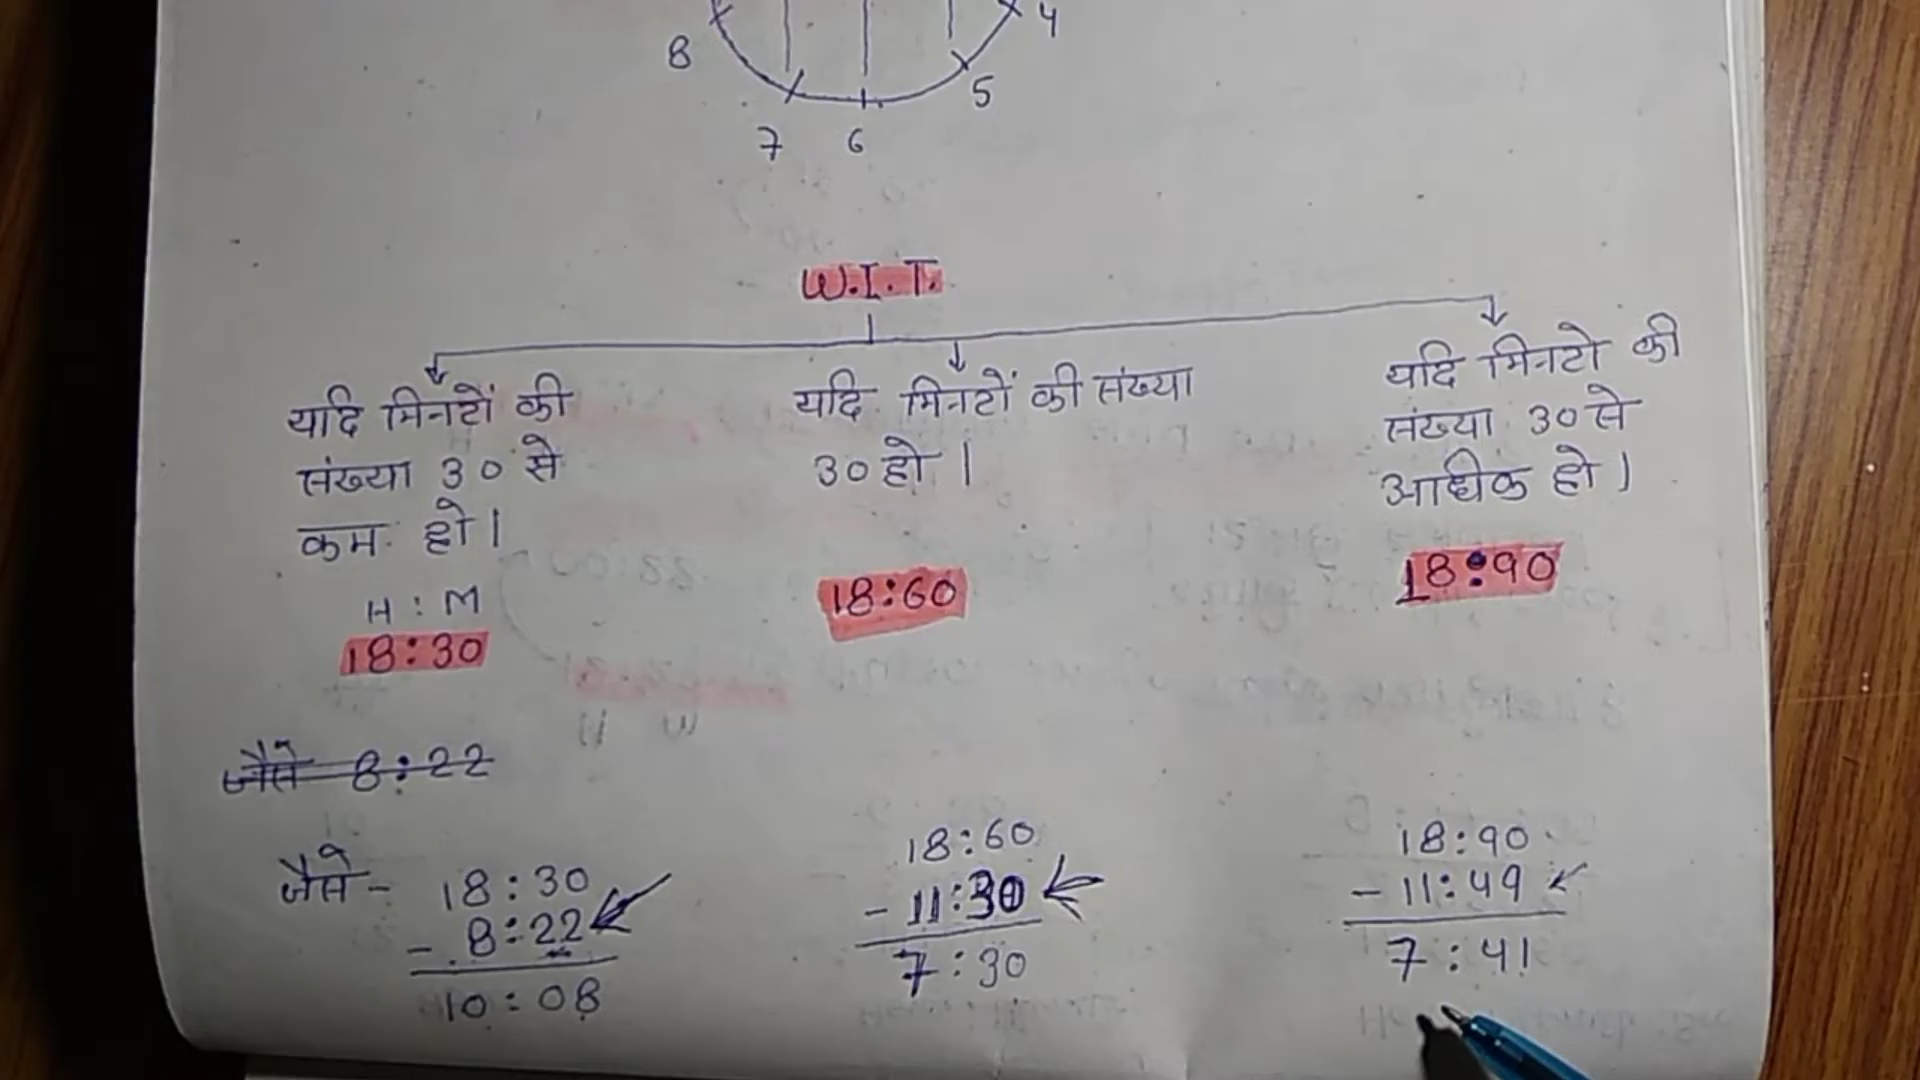 8
4
5
7 6
W.I.T.
यदि मिनटों की
संख्या 30 से
कम हो।
H : M
18:30
यदि मिनटों की संख्या
30 हो।
18:60
यदि मिनटो की
संख्या 30 से
आधीक हो।
18:90
जैसे 8:22
जैसे - 18:30
- 8:22
10:08
18:60
- 11:30
7:30
18:90
- 11:49
7:41